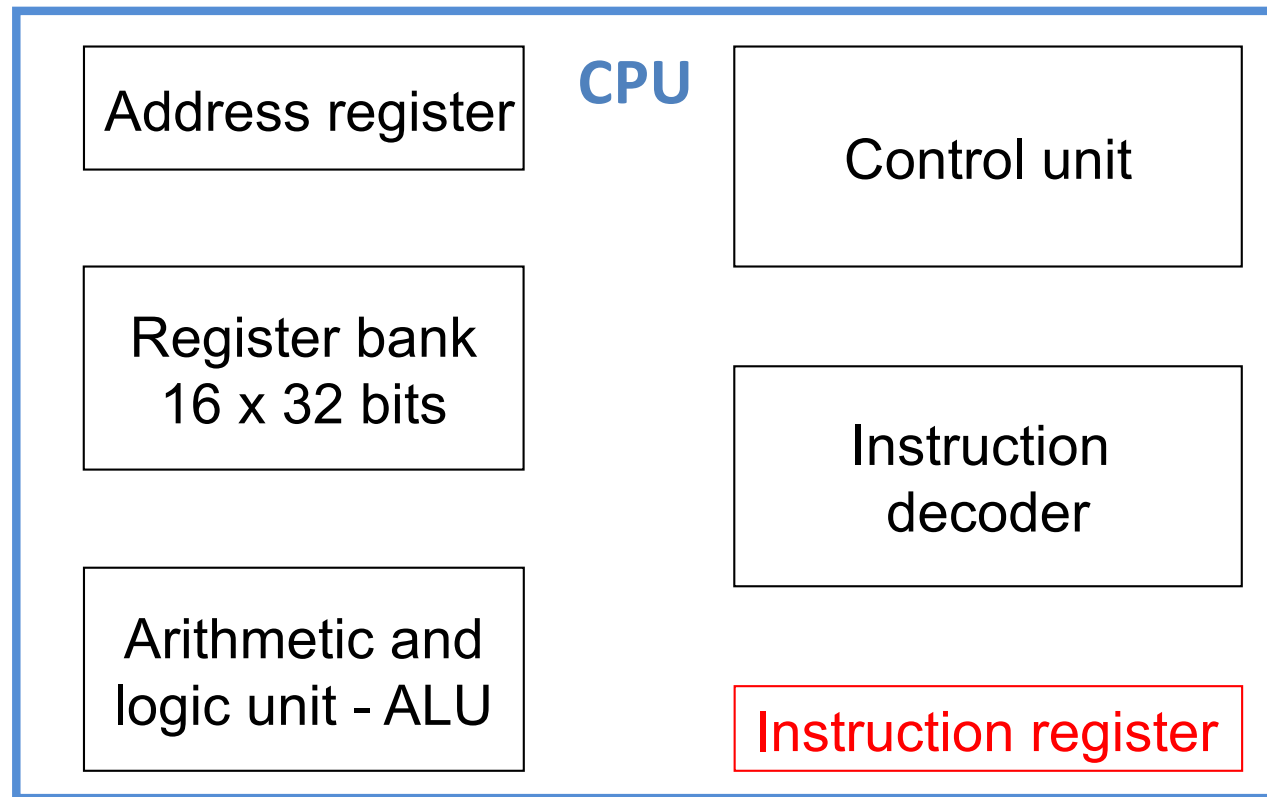 CPU
Address register
Register bank
16 x 32 bits
Arithmetic and
logic unit - ALU
Control unit
Instruction
decoder
Instruction register